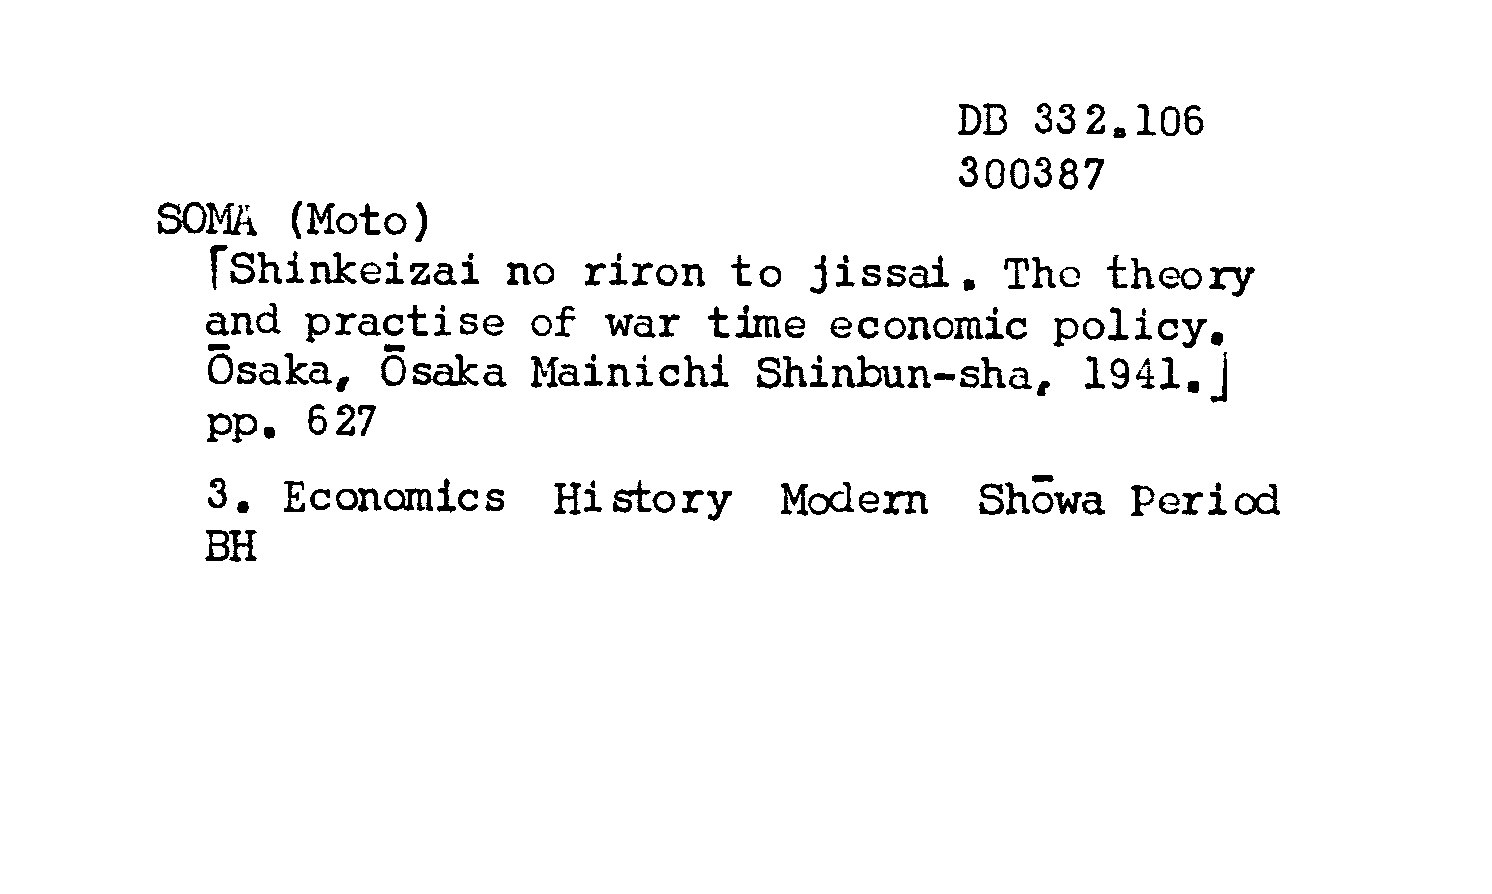 DB 332.106
300387
SOMA (Moto)
⌈Shinkeizai no riron to jissai. The theory
and practise of war time economic policy.
Ōsaka, Ōsaka Mainichi Shinbun-sha, 1941.⌋
pp. 627
3. Economics History Modern Shōwa Period
BH